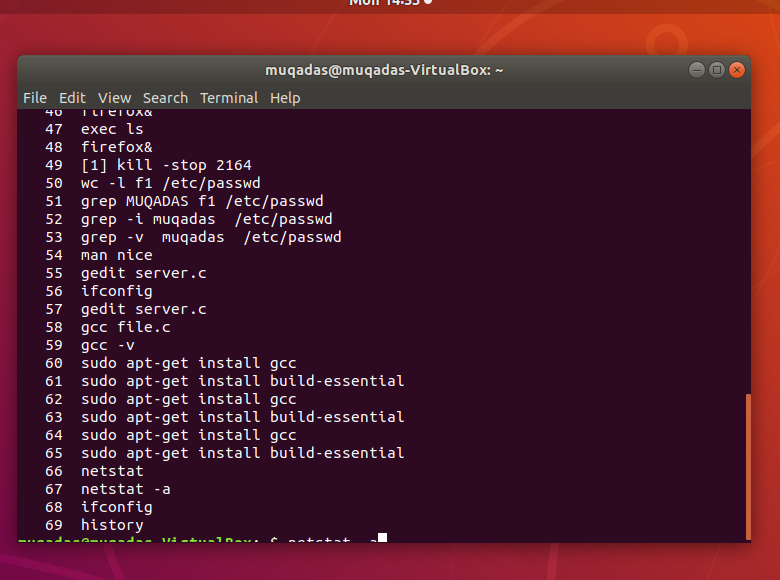 Mon 14:35
muqadas@muqadas-VirtualBox: ~
File Edit View Search Terminal Help
46 firefox&
47 exec ls
48 firefox&
49 [1] kill -stop 2164
50 wc -l f1 /etc/passwd
51 grep MUQADAS f1 /etc/passwd
52 grep -i muqadas  /etc/passwd
53 grep -v  muqadas  /etc/passwd
54 man nice
55 gedit server.c
56 ifconfig
57 gedit server.c
58 gcc file.c
59 gcc -v
60 sudo apt-get install gcc
61 sudo apt-get install build-essential
62 sudo apt-get install gcc
63 sudo apt-get install build-essential
64 sudo apt-get install gcc
65 sudo apt-get install build-essential
66 netstat
67 netstat -a
68 ifconfig
69 history
muqadas@muqadas-VirtualBox:~$ netstat -a